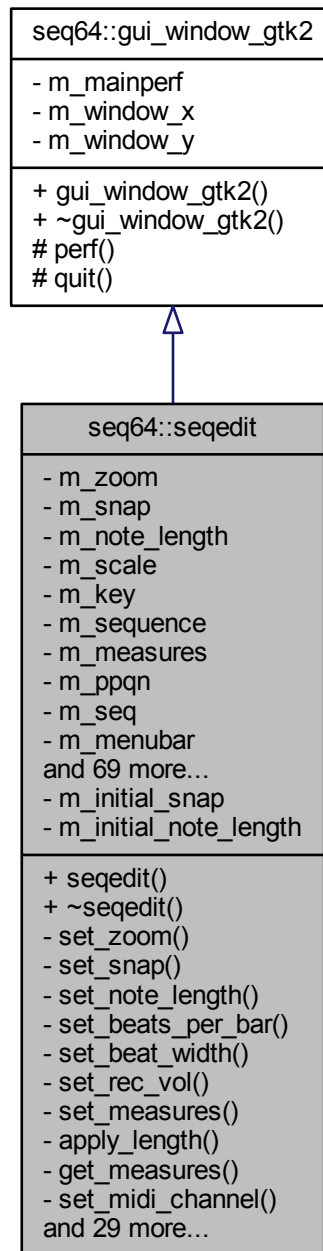 seq64::gui_window_gtk2
- m_mainperf
- m_window_x
- m_window_y
+ gui_window_gtk2()
+ ~gui_window_gtk2()
# perf()
# quit()
seq64::seqedit
- m_zoom
- m_snap
- m_note_length
- m_scale
- m_key
- m_sequence
- m_measures
- m_ppqn
- m_seq
- m_menubar
and 69 more...
- m_initial_snap
- m_initial_note_length
+ seqedit()
+ ~seqedit()
- set_zoom()
- set_snap()
- set_note_length()
- set_beats_per_bar()
- set_beat_width()
- set_rec_vol()
- set_measures()
- apply_length()
- get_measures()
- set_midi_channel()
and 29 more...